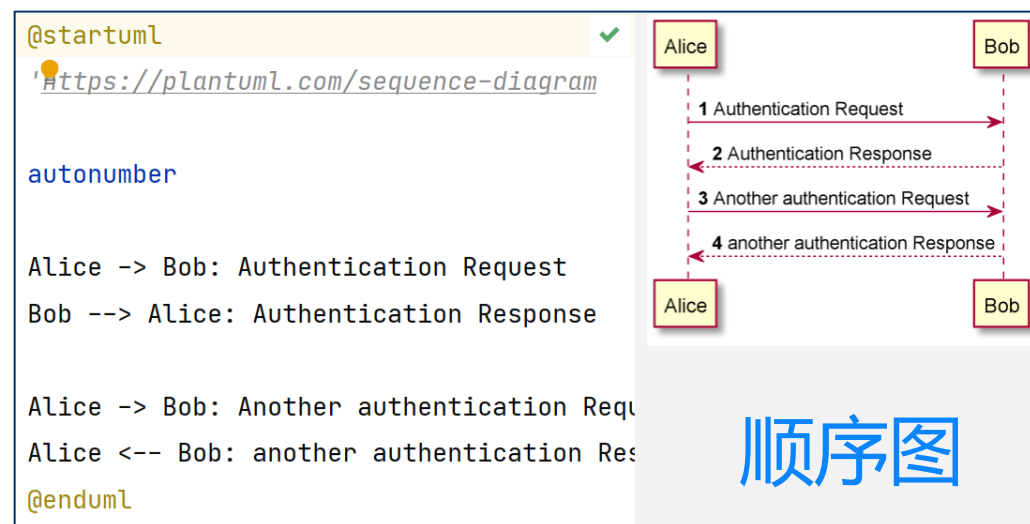 @startuml
'https://plantuml.com/sequence-diagram
autonumber
Alice -> Bob: Authentication Request
Bob --> Alice: Authentication Response
Alice -> Bob: Another authentication Requ
Alice <-- Bob: another authentication Res
@enduml
Alice Bob
1 Authentication Request
2 Authentication Response
3 Another authentication Request
4 another authentication Response
Alice Bob
顺序图